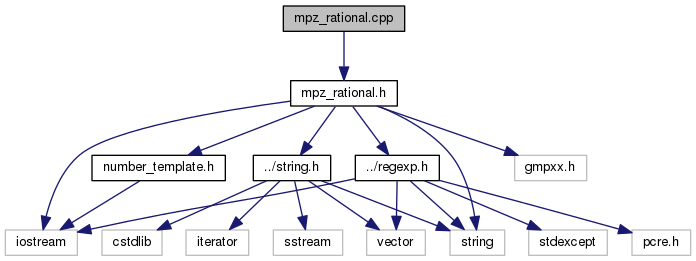 mpz_rational.cpp
mpz_rational.h
number_template.h
../string.h
../regexp.h
gmpxx.h
iostream
cstdlib
iterator
sstream
vector
string
stdexcept
pcre.h